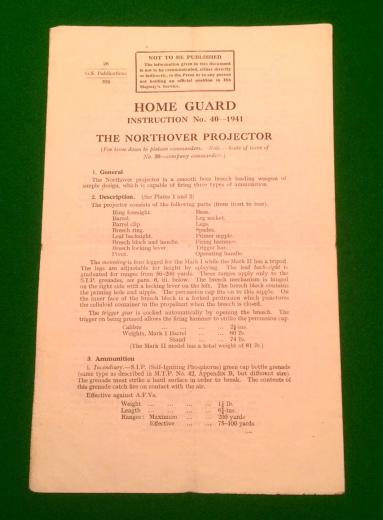 26
G.S. Publications
NOT TO BE PUBLISHED
The information given in this document
is not to be communicated, either directly
or indirectly, to the Press or to any person
not holding an official position in His
Majesty's Service.
HOME GUARD
INSTRUCTION No. 40—1941
THE NORTHOVER PROJECTOR
(For issue down to platoon commanders. Note.—Scale of issue of
No. 39—company commanders.)
1. General
The Northover projector is a smooth bore breech loading weapon of
simple design, which is capable of firing three types of ammunition.
2. Description. (See Plates 1 and 2)
The projector consists of the following parts (from front to rear).
Ring foresight.
Barrel.
Barrel clip.
Breech ring.
Leaf backsight.
Breech block and handle.
Breech locking lever
Pivot.
Base.
Leg socket.
Legs.
Spades.
Primer nipple.
Firing hammer.
Trigger bar.
Operating handle.
The mounting is four legged for the Mark I while the Mark II has a tripod.
The legs are adjustable for height by splaying. The leaf back-sight is
graduated for ranges from 90-200 yards. These ranges apply only to the
S.I.P. grenades, see para. 6, iii. below. The breech mechanism is hinged
on the right side with a locking lever on the left. The breech block contains
the priming hole and nipple. The percussion cap fits on to this nipple. On
the inner face of the breech block is a forked protrusion which punctures
the celluloid container in the propellant when the breech is closed.
The trigger gear is cocked automatically by opening the breech. The
trigger on being pressed allows the firing hammer to strike the percussion cap.
Calibre ... ... ... ... 2½-ins.
Weights, Mark I Barrel ... ... 60 lb.
Stand ... ... 74 lb.
(The Mark II model has a total weight of 61 lb.)
3. Ammunition
i. Incendiary.—S.I.P. (Self-Igniting Phosphorus) green cap bottle grenade
(same type as described in M.T.P. No. 42, Appendix B, but different size).
The grenade must strike a hard surface in order to break. The contents of
this grenade catch fire on contact with the air.
Effective against A.F.Vs.
Weight ... ... ... 1¼ lb.
Length ... ... ... 6¼-ins.
Ranges: Maximum ... ... 200 yards
Effective ... ... 75-100 yards